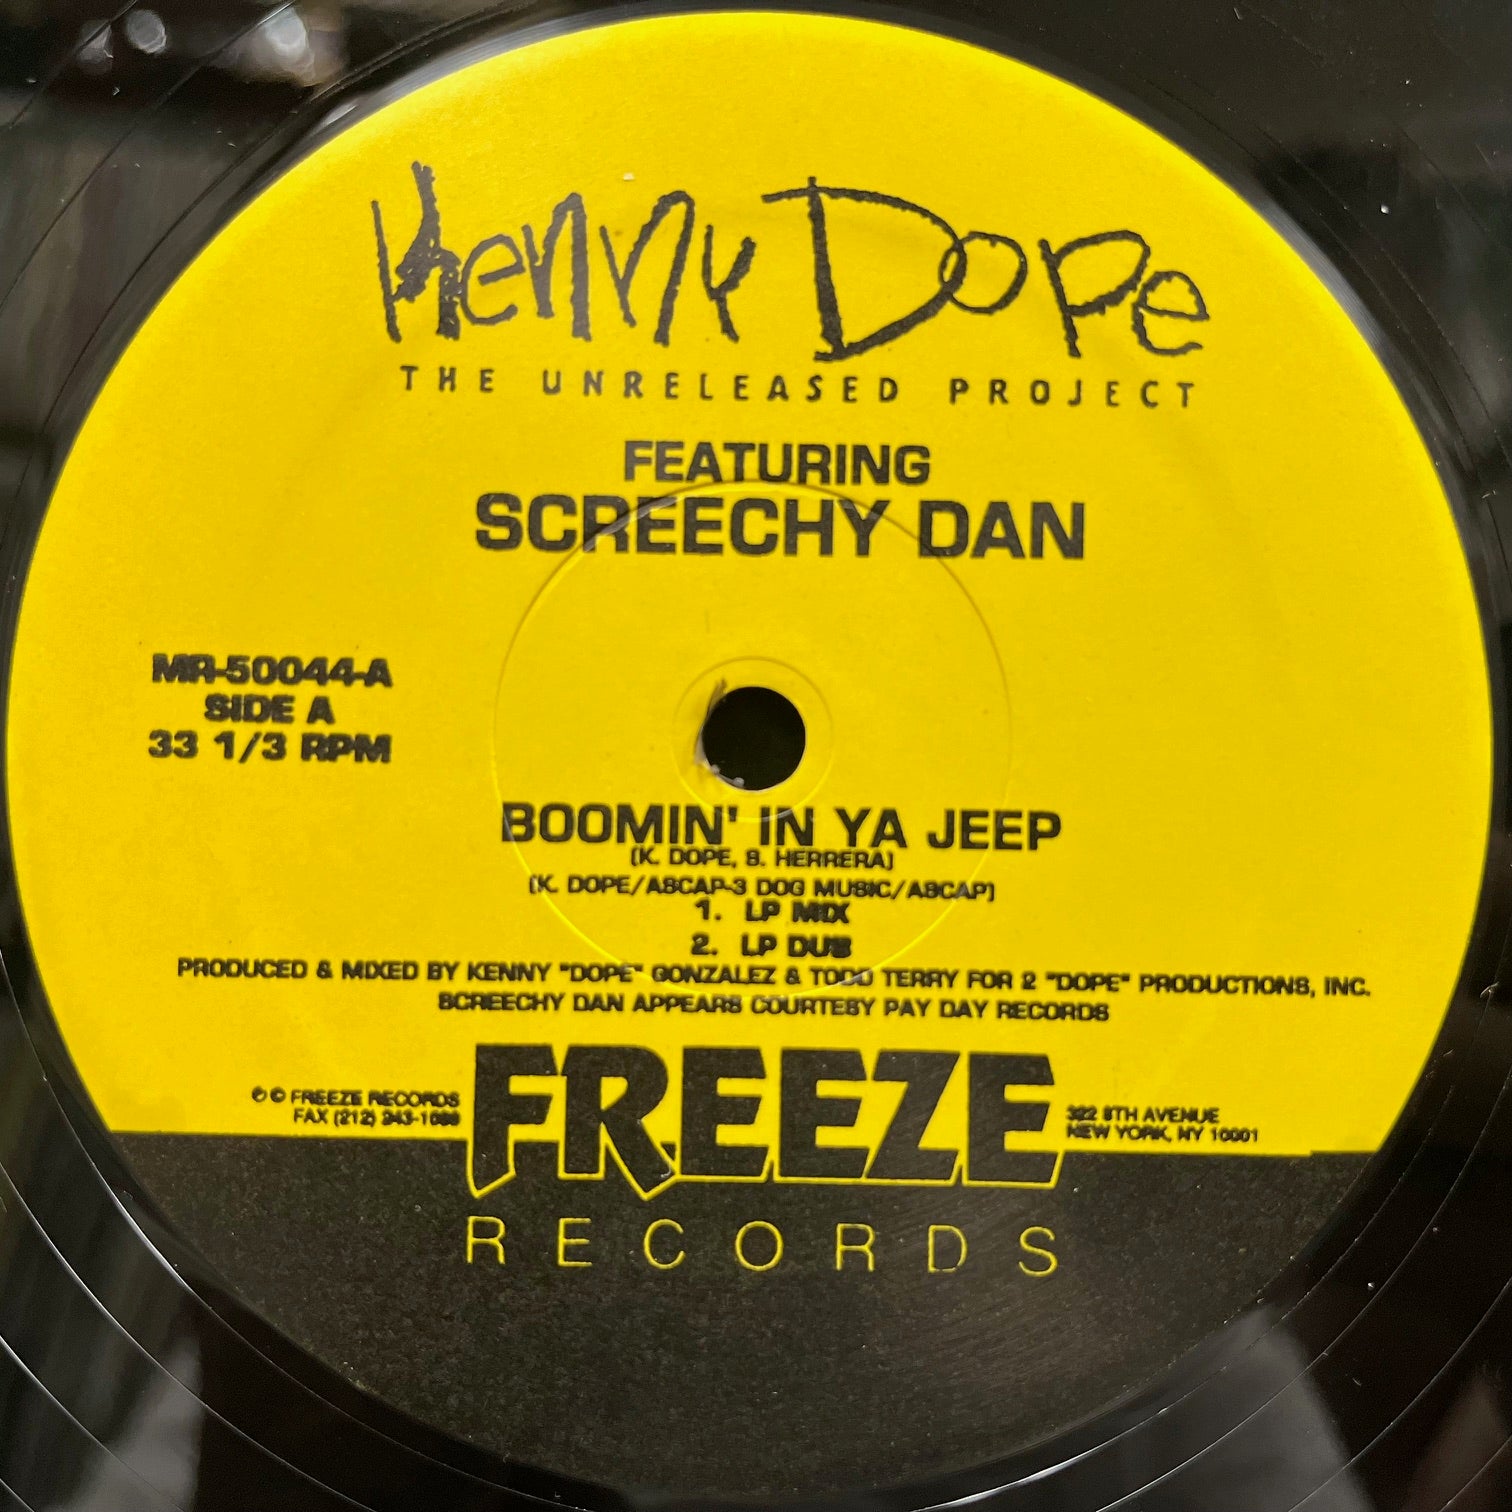 Kenny Dope
THE UNRELEASED PROJECT
FEATURING
SCREECHY DAN
MR-50044-A
SIDE A
33 1/3 RPM
BOOMIN' IN YA JEEP
(K. DOPE, S. HERRERA)
(K. DOPE/ASCAP-3 DOG MUSIC/ASCAP)
1. LP MIX
2. LP DUB
PRODUCED & MIXED BY KENNY "DOPE" GONZALEZ & TODD TERRY FOR 2 "DOPE" PRODUCTIONS, INC.
SCREECHY DAN APPEARS COURTESY PAY DAY RECORDS
℗ © FREEZE RECORDS
FAX (212)
322 8TH AVENUE
NEW YORK, NY 10001
FREEZE
RECORDS